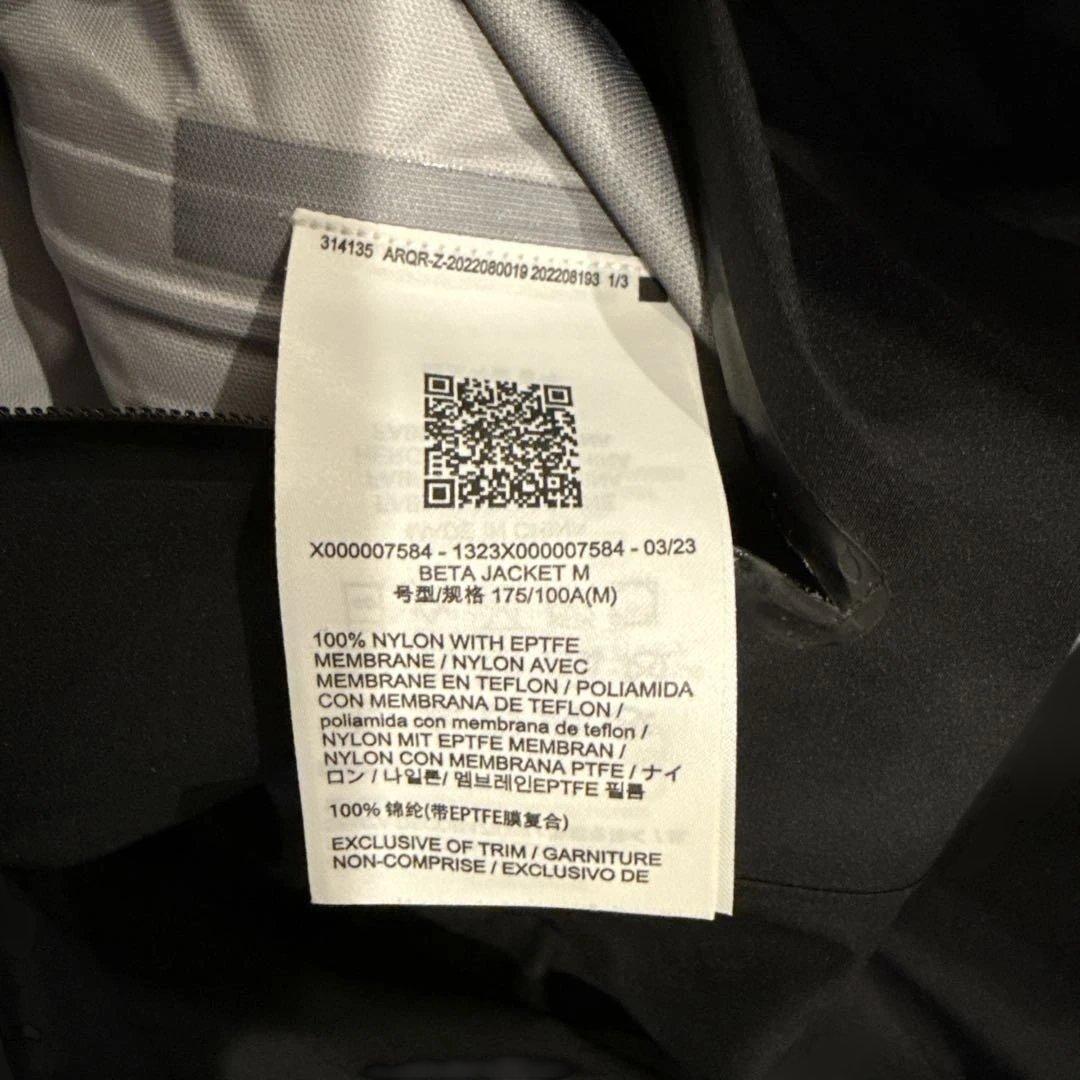 314135 ARQR-Z-2022080019 202208193 1/3
X000007584 - 1323X000007584 - 03/23
BETA JACKET M
号型/规格 175/100A(M)
100% NYLON WITH EPTFE
MEMBRANE / NYLON AVEC
MEMBRANE EN TEFLON / POLIAMIDA
CON MEMBRANA DE TEFLON /
poliamida con membrana de teflon /
NYLON MIT EPTFE MEMBRAN /
NYLON CON MEMBRANA PTFE / ナイ
ロン / 나일론/ 멤브레인EPTFE 필름
100% 锦纶(带EPTFE膜复合)
EXCLUSIVE OF TRIM / GARNITURE
NON-COMPRISE / EXCLUSIVO DE